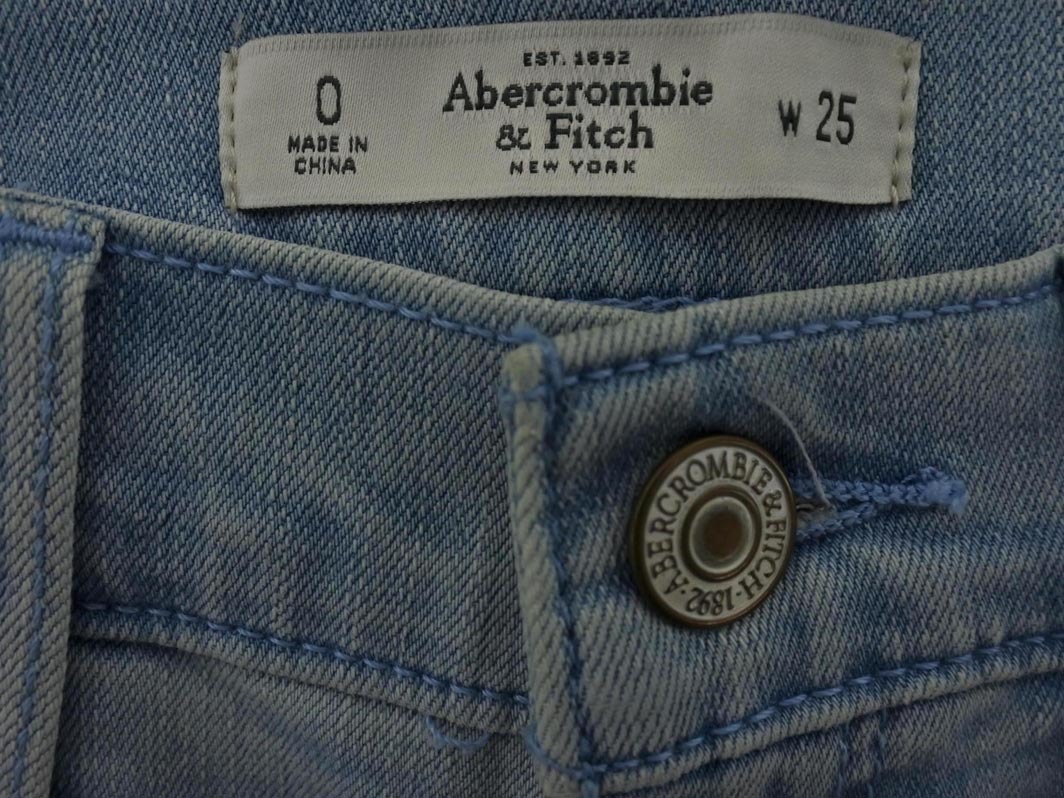 EST. 1892
Abercrombie
& Fitch
NEW YORK
0
MADE IN
CHINA
W 25
ABERCROMBIE & FITCH · 1892 ·